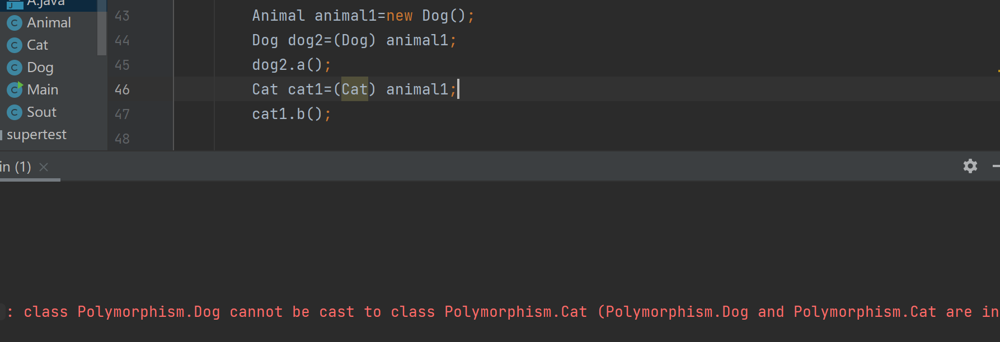 A.java
Animal
Cat
Dog
Main
Sout
supertest
43 Animal animal1=new Dog();
44 Dog dog2=(Dog) animal1;
45 dog2.a();
46 Cat cat1=(Cat) animal1;
47 cat1.b();
48
in (1)
: class Polymorphism.Dog cannot be cast to class Polymorphism.Cat (Polymorphism.Dog and Polymorphism.Cat are in